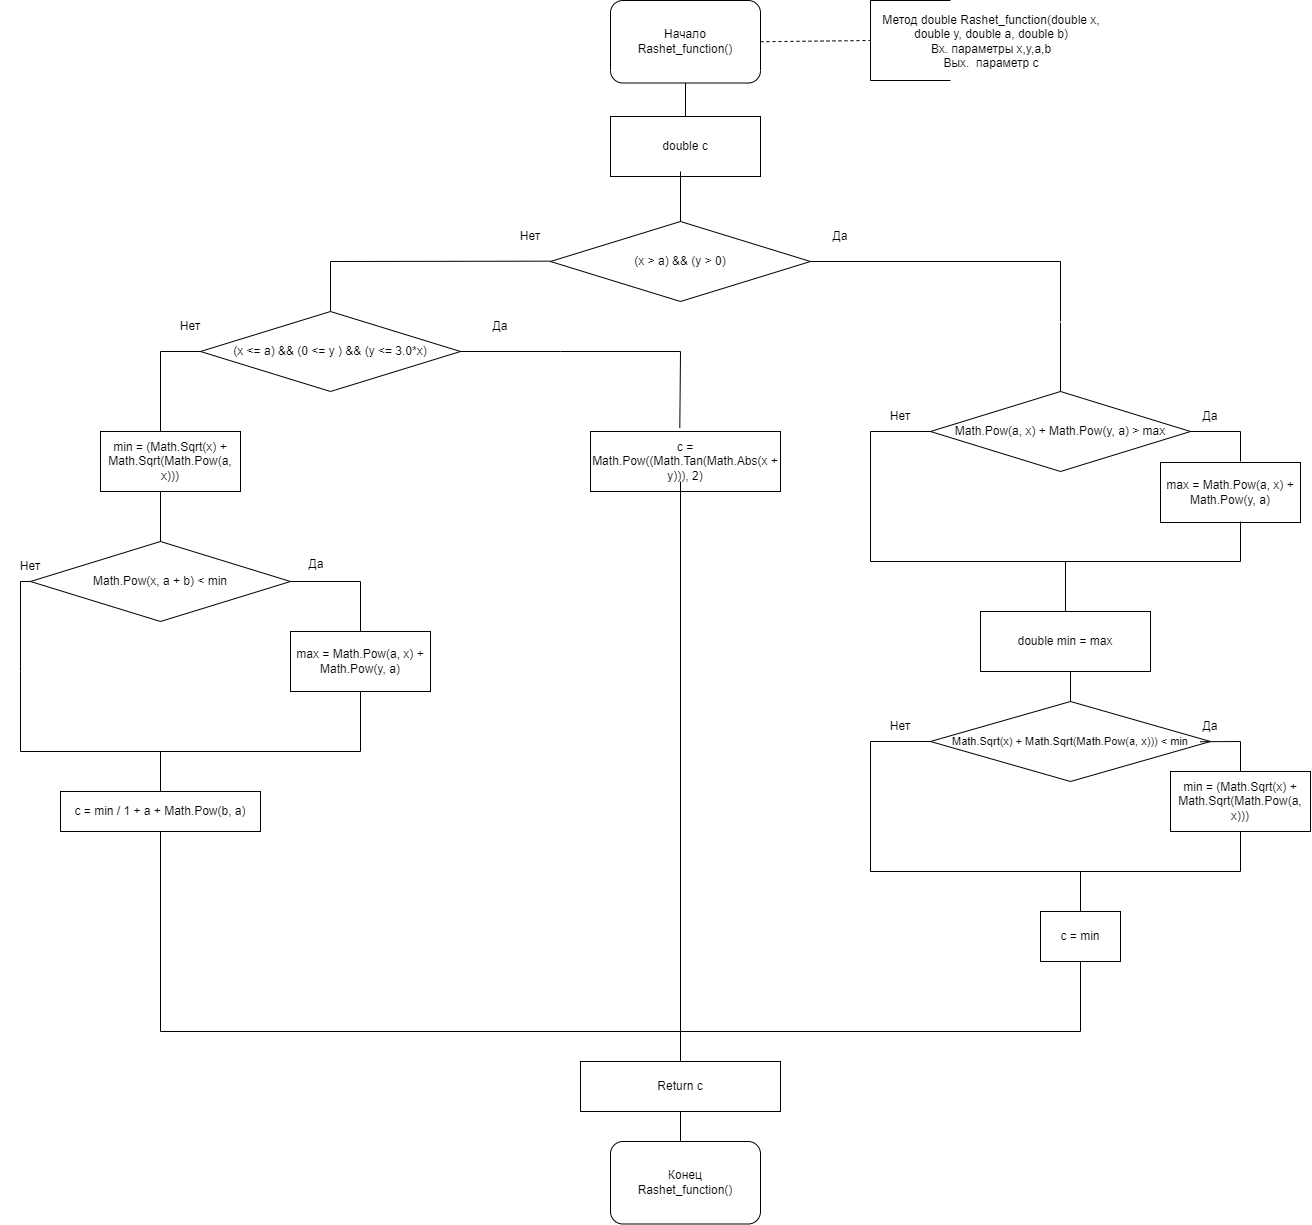 Начало
Rashet_function()
Метод double Rashet_function(double x,
double y, double a, double b)
Вх. параметры x,y,a,b
Вых. параметр c
double c
Нет
Да
(x > a) && (y > 0)
Нет
Да
(x <= a) && (0 <= y ) && (y <= 3.0*x)
Нет
Да
Math.Pow(a, x) + Math.Pow(y, a) > max
min = (Math.Sqrt(x) +
Math.Sqrt(Math.Pow(a,
x)))
c =
Math.Pow((Math.Tan(Math.Abs(x +
y))), 2)
max = Math.Pow(a, x) +
Math.Pow(y, a)
Нет
Да
Math.Pow(x, a + b) < min
max = Math.Pow(a, x) +
Math.Pow(y, a)
double min = max
Нет
Да
Math.Sqrt(x) + Math.Sqrt(Math.Pow(a, x))) < min
min = (Math.Sqrt(x) +
Math.Sqrt(Math.Pow(a,
x)))
c = min / 1 + a + Math.Pow(b, a)
c = min
Return c
Конец
Rashet_function()